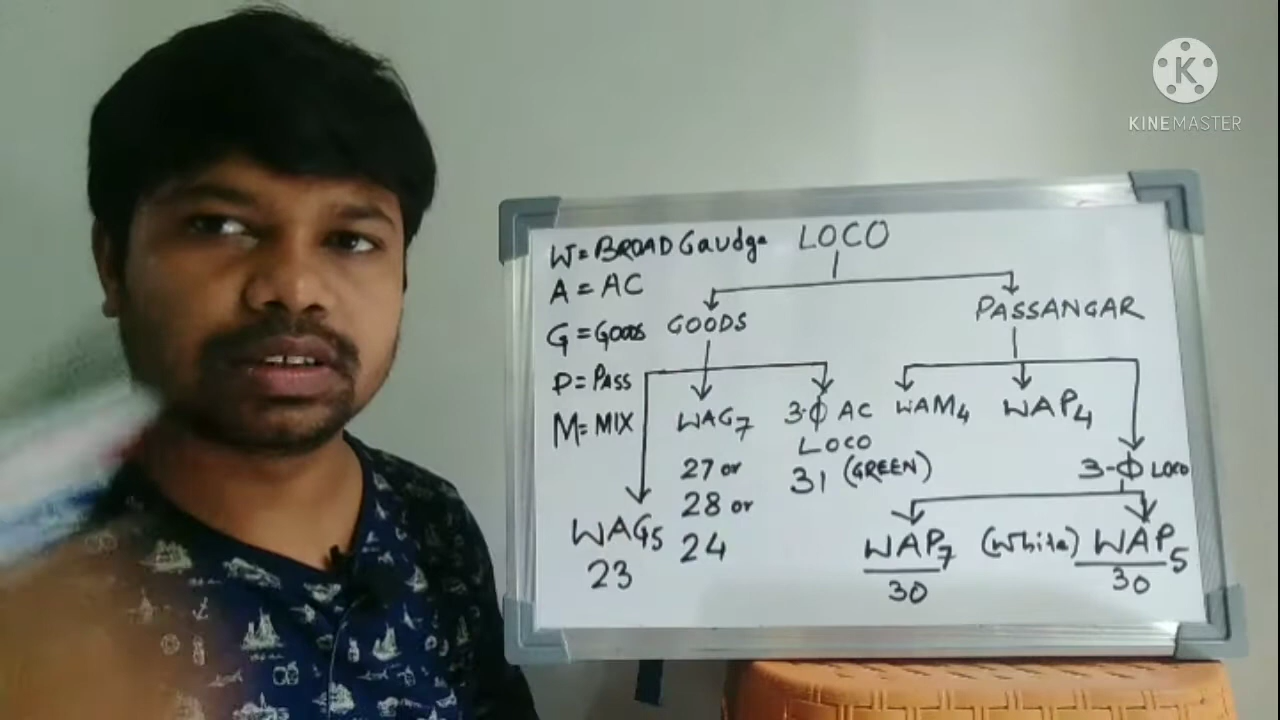 KINEMASTER
W = BROAD Gaudge
A = AC
G = Goods
P = PASS
M = MIX
LOCO
GOODS
PASSANGAR
WAG7
27 or
28 or
24
3-Φ AC
LOCO
31 (GREEN)
WAG5
23
WAM4
WAP4
3-Φ LOCO
WAP7 (White) WAP5
30
30